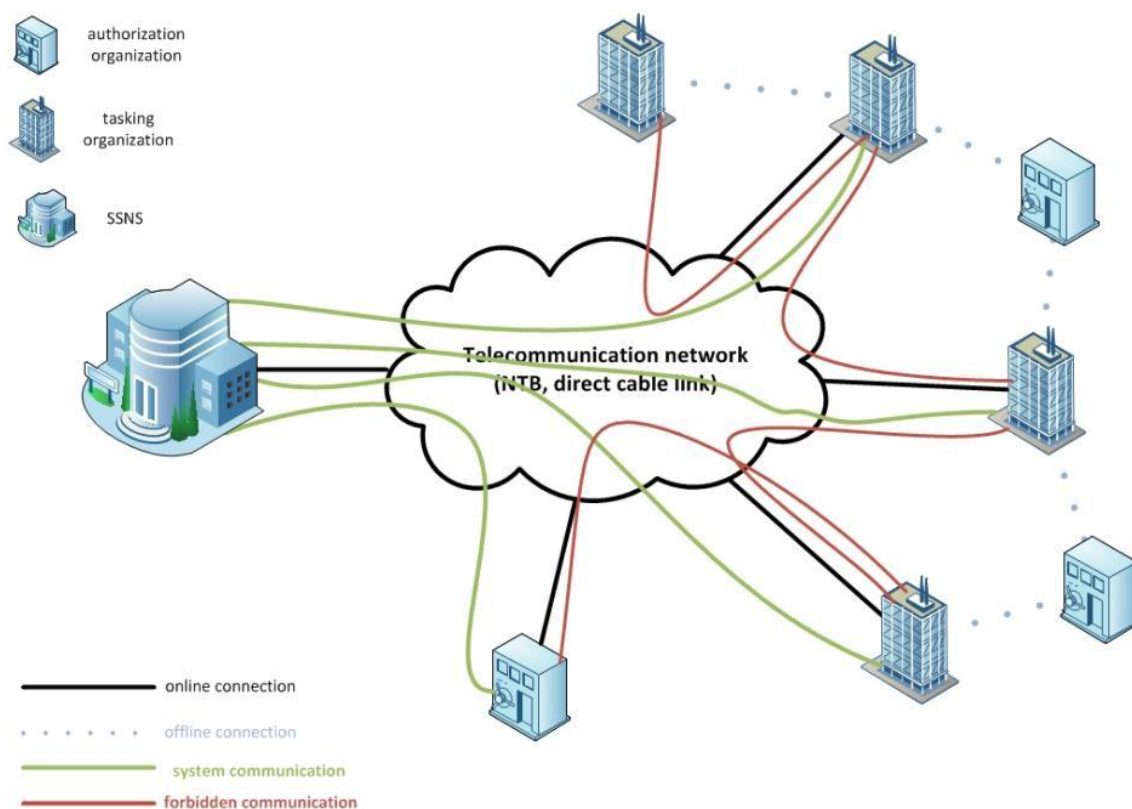 authorization
organization
tasking
organization
SSNS
Telecommunication network
(NTB, direct cable link)
online connection
offline connection
system communication
forbidden communication